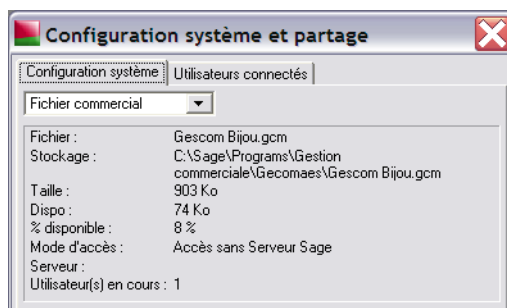 Configuration système et partage
Configuration système Utilisateurs connectés
Fichier commercial
Fichier : Gescom Bijou.gcm
Stockage : C:\Sage\Programs\Gestion
commerciale\Gecomaes\Gescom Bijou.gcm
Taille : 903 Ko
Dispo : 74 Ko
% disponible : 8 %
Mode d'accès : Accès sans Serveur Sage
Serveur :
Utilisateur(s) en cours : 1